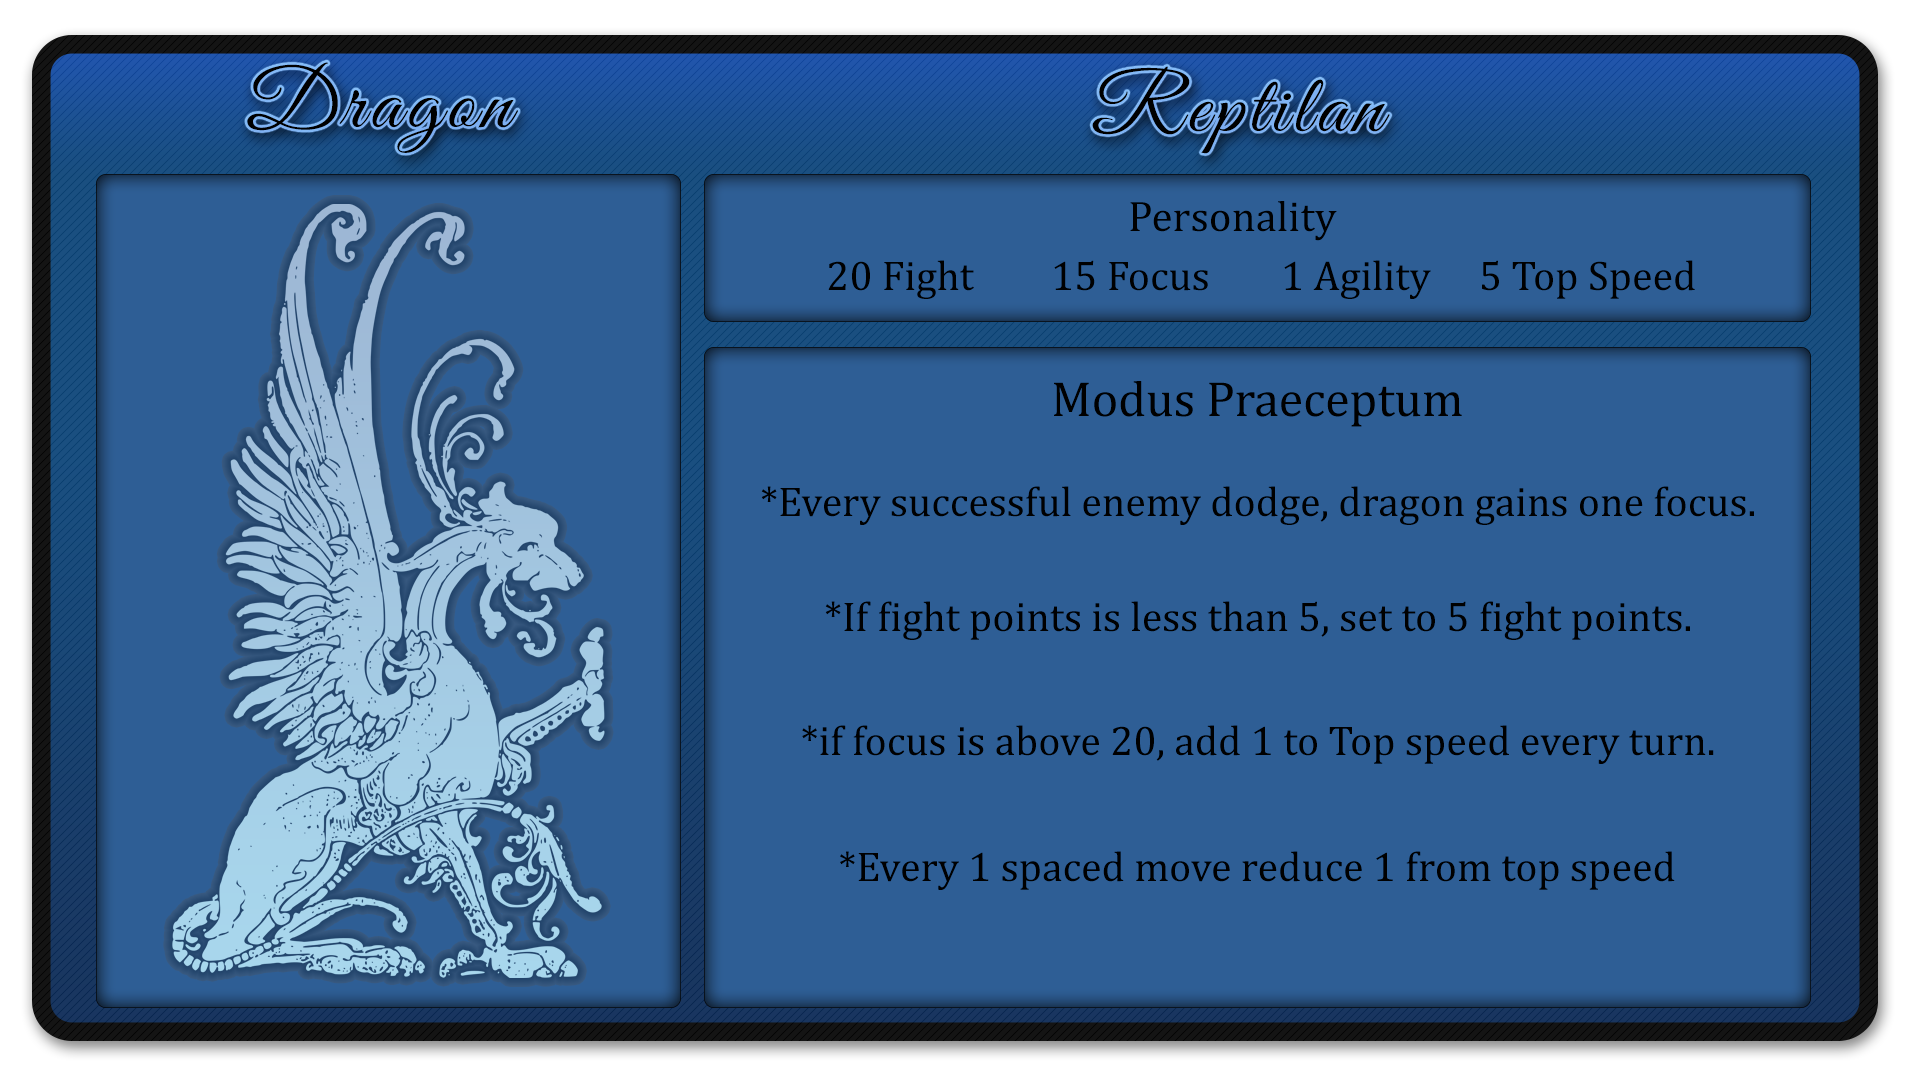 Dragon
Reptilan
Personality
20 Fight 15 Focus 1 Agility 5 Top Speed
Modus Praeceptum
*Every successful enemy dodge, dragon gains one focus.
*If fight points is less than 5, set to 5 fight points.
*if focus is above 20, add 1 to Top speed every turn.
*Every 1 spaced move reduce 1 from top speed